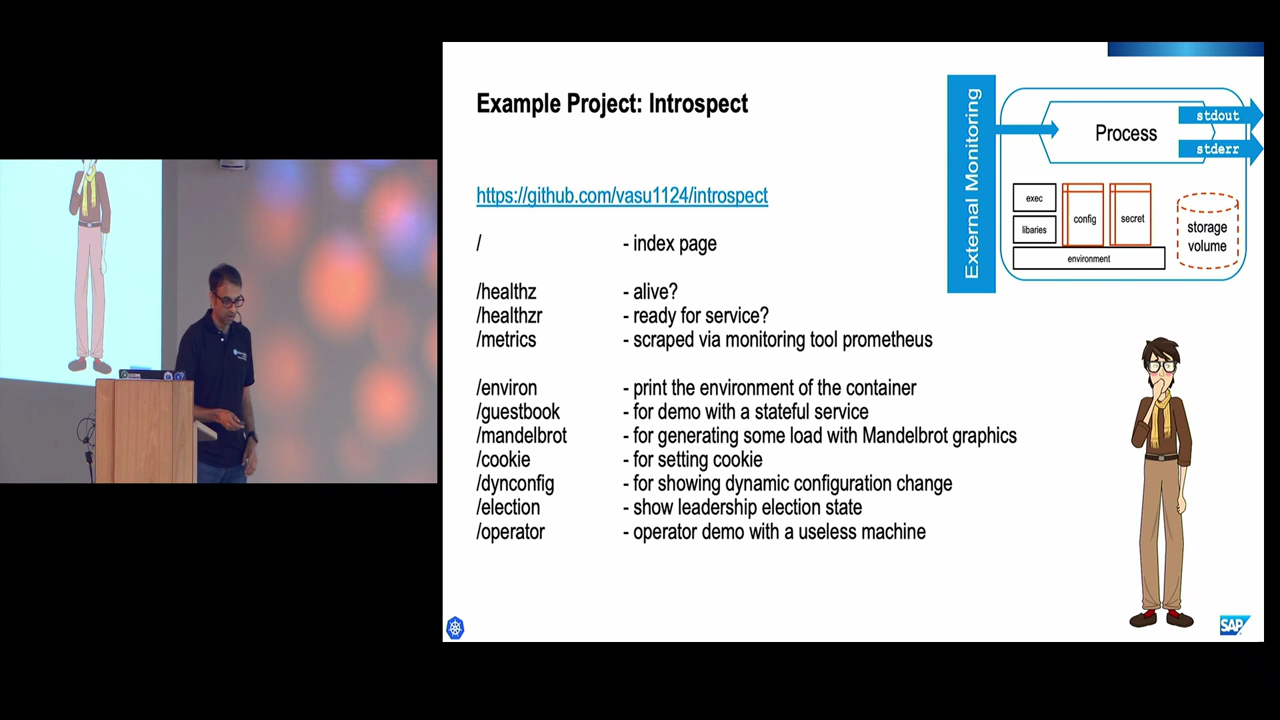 Example Project: Introspect
https://github.com/vasu1124/introspect
/ - index page
/healthz - alive?
/healthzr - ready for service?
/metrics - scraped via monitoring tool prometheus
/environ - print the environment of the container
/guestbook - for demo with a stateful service
/mandelbrot - for generating some load with Mandelbrot graphics
/cookie - for setting cookie
/dynconfig - for showing dynamic configuration change
/election - show leadership election state
/operator - operator demo with a useless machine
External Monitoring
Process
stdout
stderr
exec
libaries
config
secret
environment
storage
volume
SAP